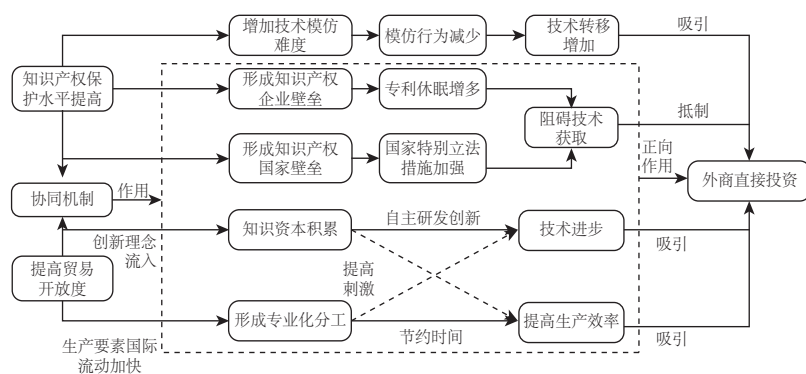 增加技术模仿
难度
模仿行为减少
技术转移
增加
吸引
知识产权保
护水平提高
形成知识产权
企业壁垒
专利休眠增多
阻碍技术
获取
抵制
形成知识产权
国家壁垒
国家特别立法
措施加强
正向
作用
外商直接投资
协同机制
作用
创新理念
流入
知识资本积累
自主研发创新
技术进步
吸引
提高贸易
开放度
提高
刺激
形成专业化分工
节约时间
提高生产效率
吸引
生产要素国际
流动加快